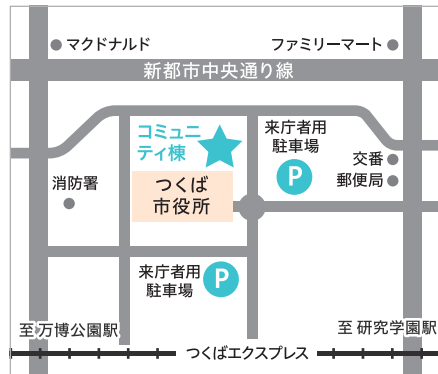 マクドナルド
ファミリーマート
新都市中央通り線
コミュニ
ティ棟
来庁者用
駐車場
P
交番
郵便局
消防署
つくば
市役所
来庁者用
駐車場
P
至 万博公園駅
至 研究学園駅
つくばエクスプレス